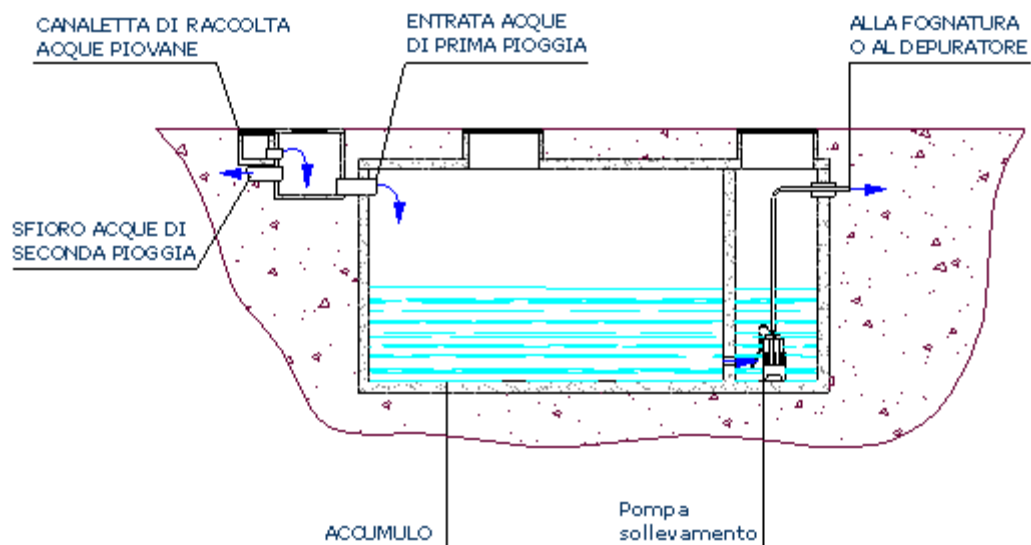 CANALETTA DI RACCOLTA
ACQUE PIOVANE
ENTRATA ACQUE
DI PRIMA PIOGGIA
ALLA FOGNATURA
O AL DEPURATORE
SFIORO ACQUE DI
SECONDA PIOGGIA
ACCUMULO
Pompa
sollevamento